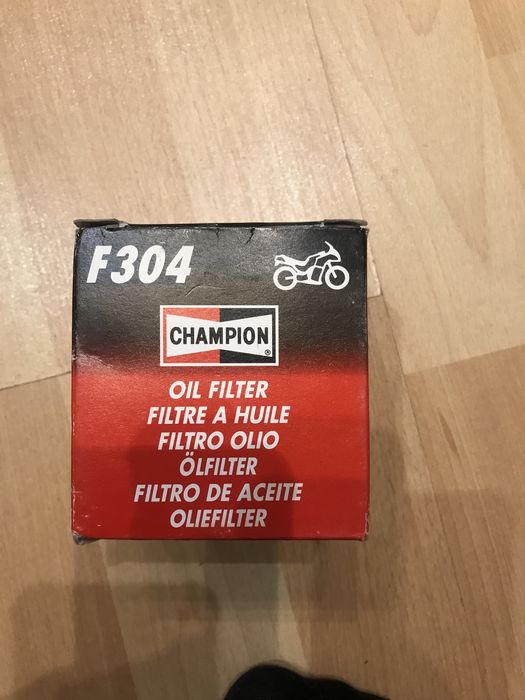 F304
CHAMPION
®
OIL FILTER
FILTRE A HUILE
FILTRO OLIO
ÖLFILTER
FILTRO DE ACEITE
OLIEFILTER